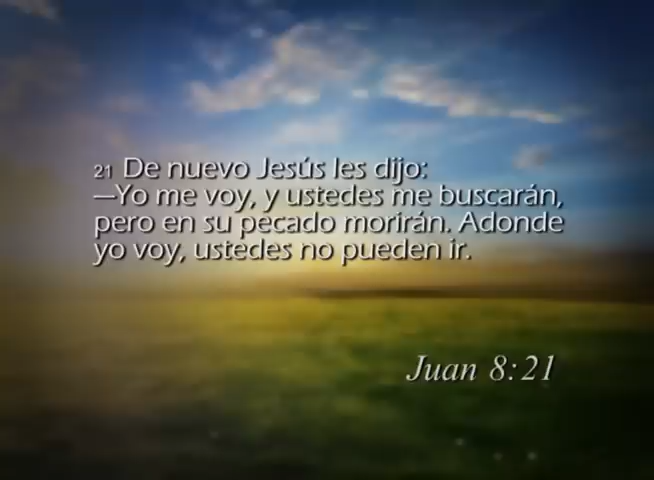 21 De nuevo Jesús les dijo:
—Yo me voy, y ustedes me buscarán,
pero en su pecado morirán. Adonde
yo voy, ustedes no pueden ir.
Juan 8:21